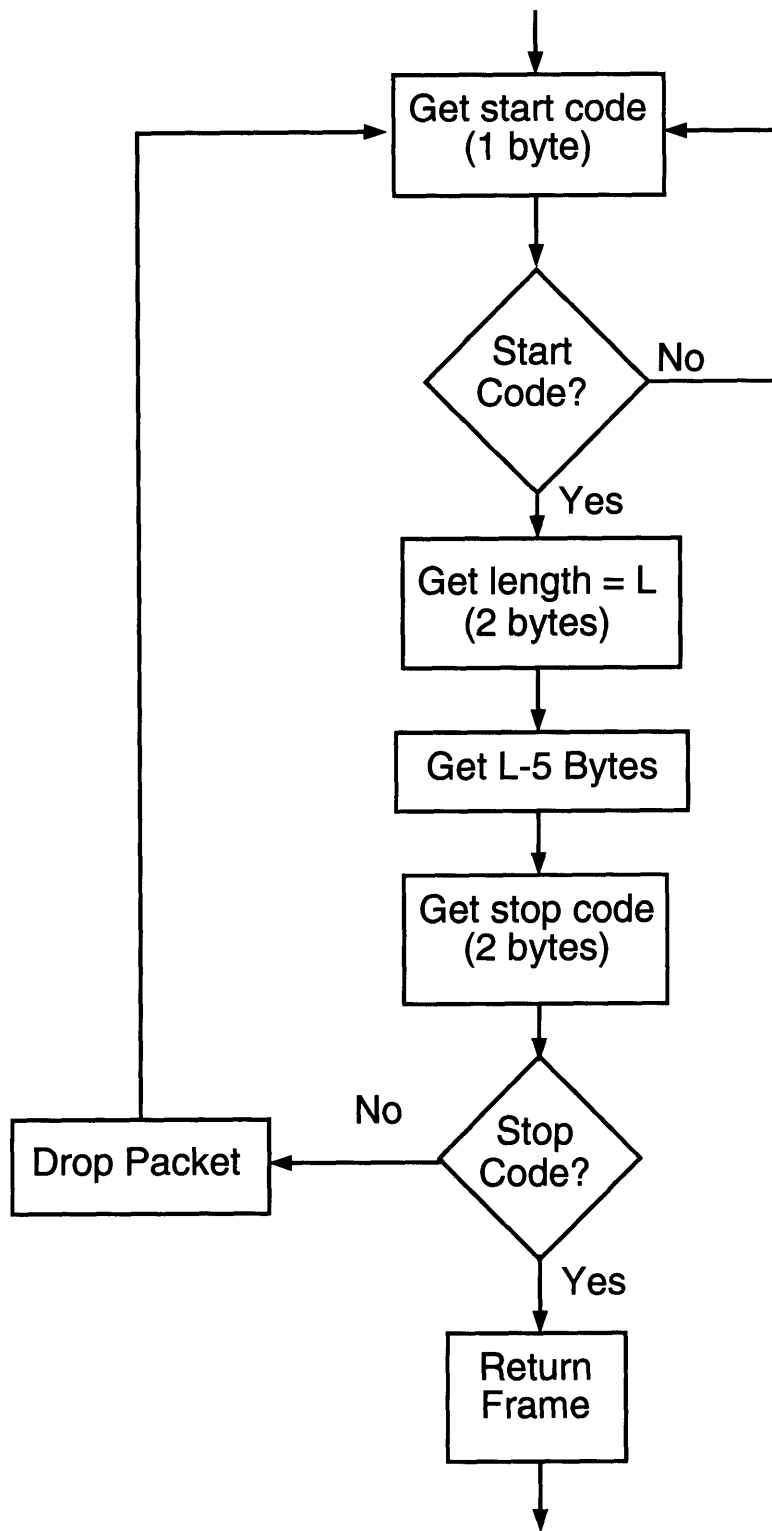 Get start code
(1 byte)
Start
Code?
No
Yes
Get length = L
(2 bytes)
Get L-5 Bytes
Get stop code
(2 bytes)
No
Stop
Code?
Drop Packet
Yes
Return
Frame